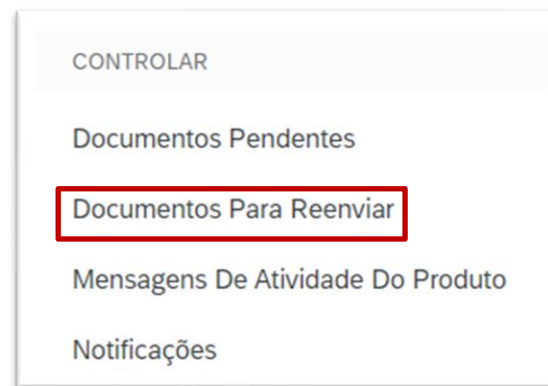 CONTROLAR
Documentos Pendentes
Documentos Para Reenviar
Mensagens De Atividade Do Produto
Notificações